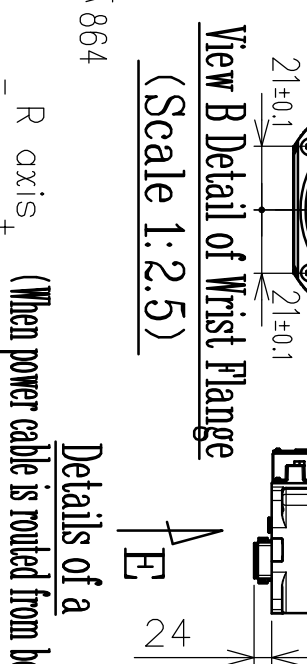 21±0.1
21±0.1
View B Detail of Wrist Flange
(Scale 1:2.5)
864
- R axis +
E
24
Details of a
(When power cable is routed from